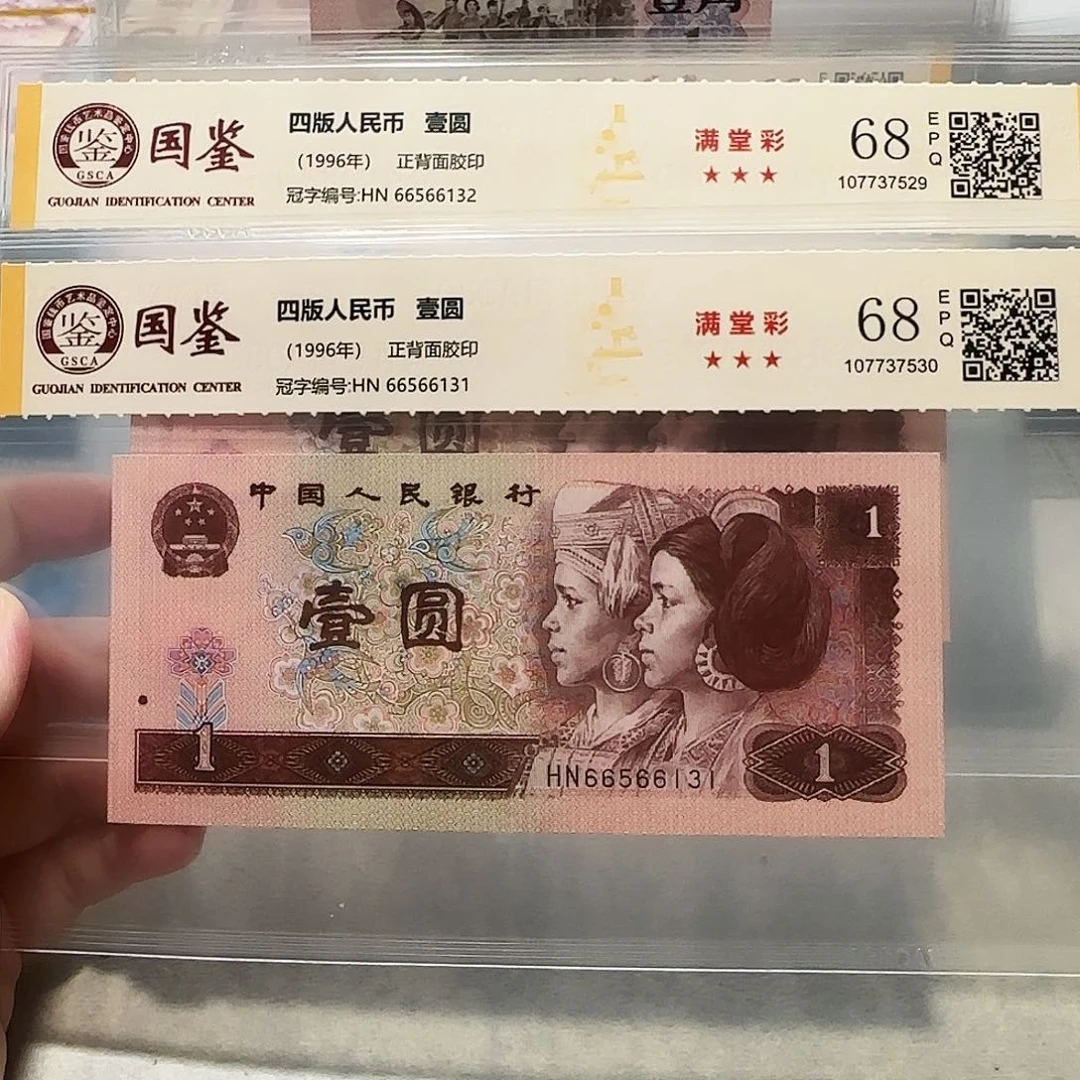 壹角
鉴
GSCA
国鉴
GUOJIAN IDENTIFICATION CENTER
四版人民币 壹圆
(1996年) 正背面胶印
冠字编号:HN 66566132
满堂彩
★★★
68
EPQ
107737529
鉴
GSCA
国鉴
GUOJIAN IDENTIFICATION CENTER
四版人民币 壹圆
(1996年) 正背面胶印
冠字编号:HN 66566131
满堂彩
★★★
68
EPQ
107737530
壹圆
中国人民银行
1
壹圆
1
HN66566131
1